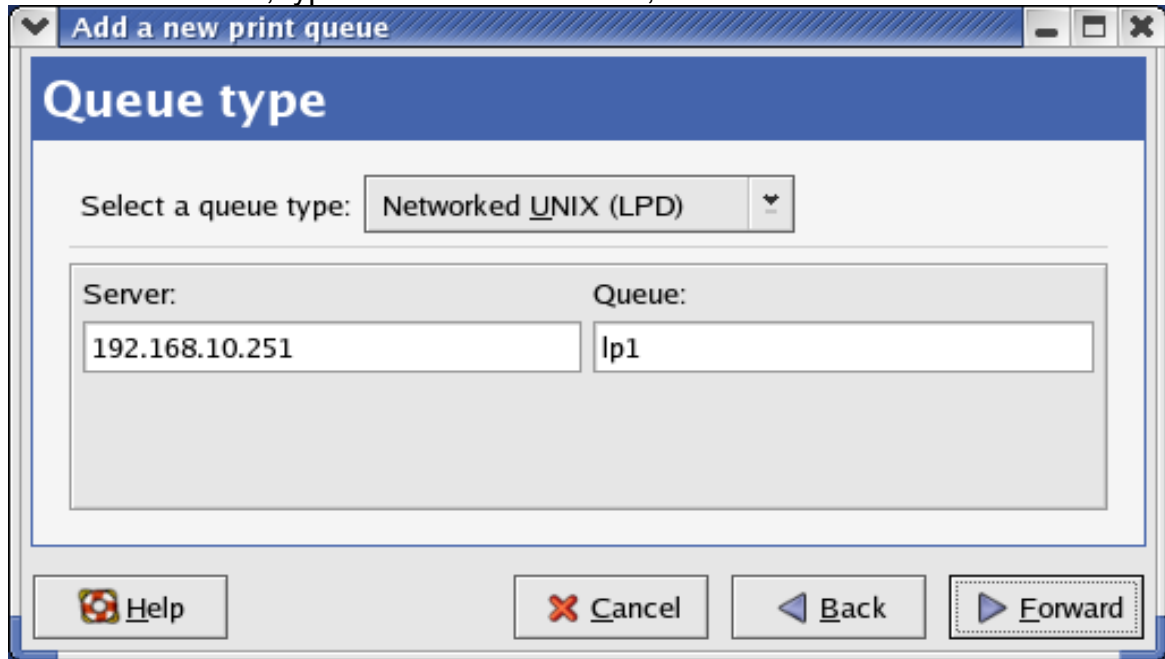 Add a new print queue
Queue type
Select a queue type: Networked UNIX (LPD)
Server: Queue:
192.168.10.251 lp1
Help Cancel Back Forward